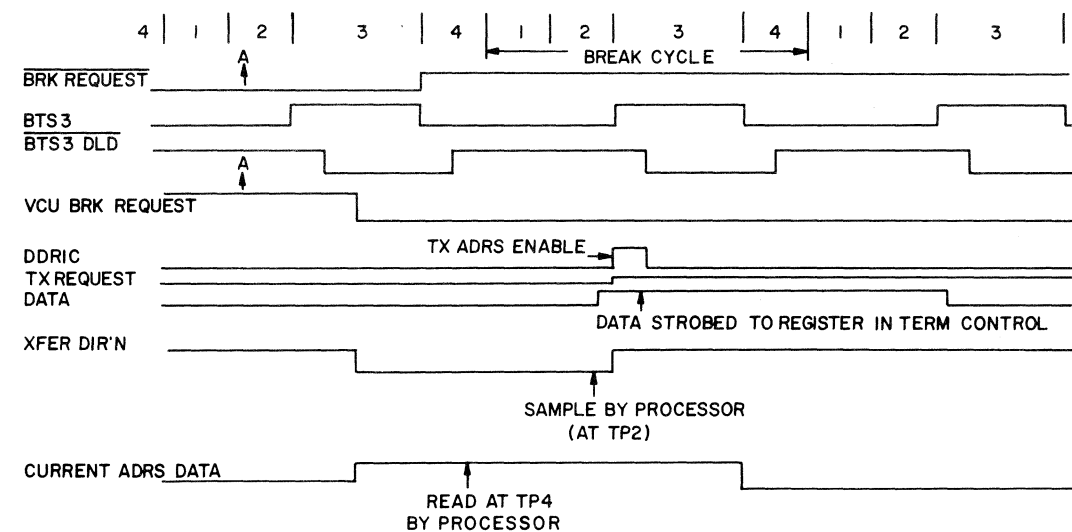 4 | 1 | 2 | 3 | 4 | 1 | 2 | 3 | 4 | 1 | 2 | 3 |
BREAK CYCLE
A
BRK REQUEST
BTS3
BTS3 DLD
A
VCU BRK REQUEST
TX ADRS ENABLE
DDRIC
TX REQUEST
DATA
DATA STROBED TO REGISTER IN TERM CONTROL
XFER DIR'N
SAMPLE BY PROCESSOR
(AT TP2)
CURRENT ADRS DATA
READ AT TP4
BY PROCESSOR